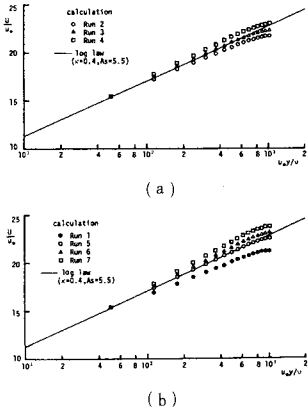 calculation
○ Run 2
△ Run 3
□ Run 4
log law
(κ=0.4,As=5.5)
25
20
15
10
10¹ 2 4 6 8 10² 2 4 6 8 10³ 2
u*y/υ
(a)
calculation
● Run 1
○ Run 5
△ Run 6
□ Run 7
log law
(κ=0.4,As=5.5)
25
20
15
10
10¹ 2 4 6 8 10² 2 4 6 8 2
u*y/υ
(b)